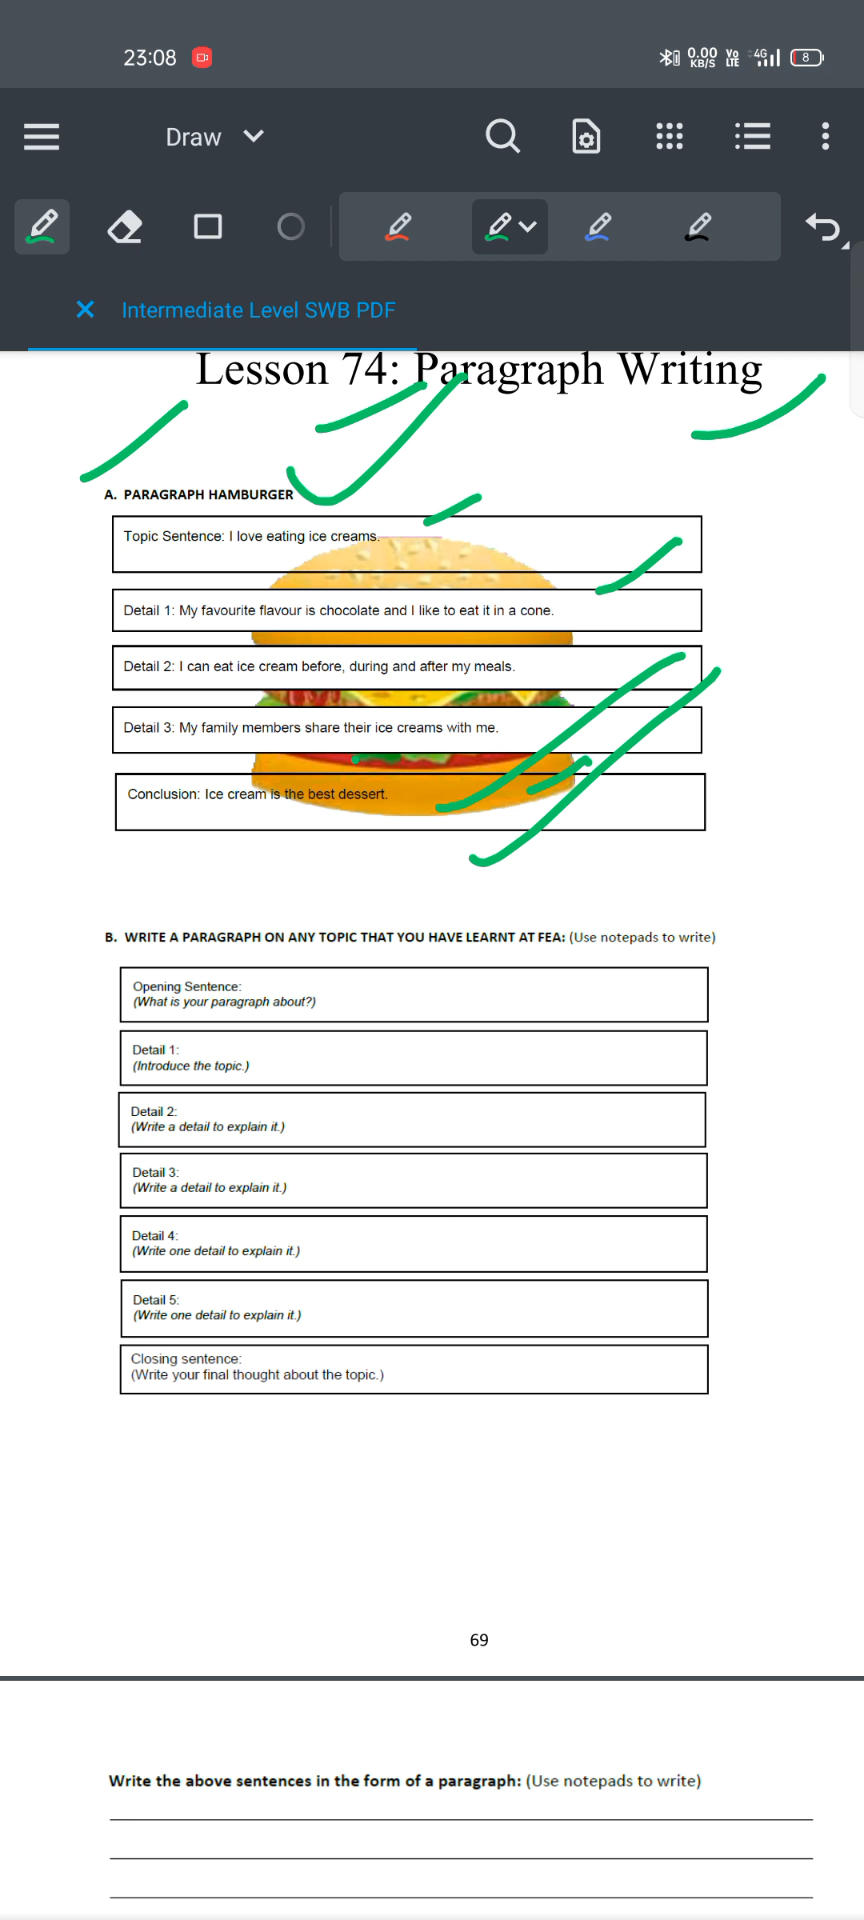 23:08
0.00 KB/S Vo LTE 4G 8
Draw
Intermediate Level SWB PDF
Lesson 74: Paragraph Writing
A. PARAGRAPH HAMBURGER
Topic Sentence: I love eating ice creams.
Detail 1: My favourite flavour is chocolate and I like to eat it in a cone.
Detail 2: I can eat ice cream before, during and after my meals.
Detail 3: My family members share their ice creams with me.
Conclusion: Ice cream is the best dessert.
B. WRITE A PARAGRAPH ON ANY TOPIC THAT YOU HAVE LEARNT AT FEA: (Use notepads to write)
Opening Sentence:
(What is your paragraph about?)
Detail 1:
(Introduce the topic.)
Detail 2:
(Write a detail to explain it.)
Detail 3:
(Write a detail to explain it.)
Detail 4:
(Write one detail to explain it.)
Detail 5:
(Write one detail to explain it.)
Closing sentence:
(Write your final thought about the topic.)
69
Write the above sentences in the form of a paragraph: (Use notepads to write)